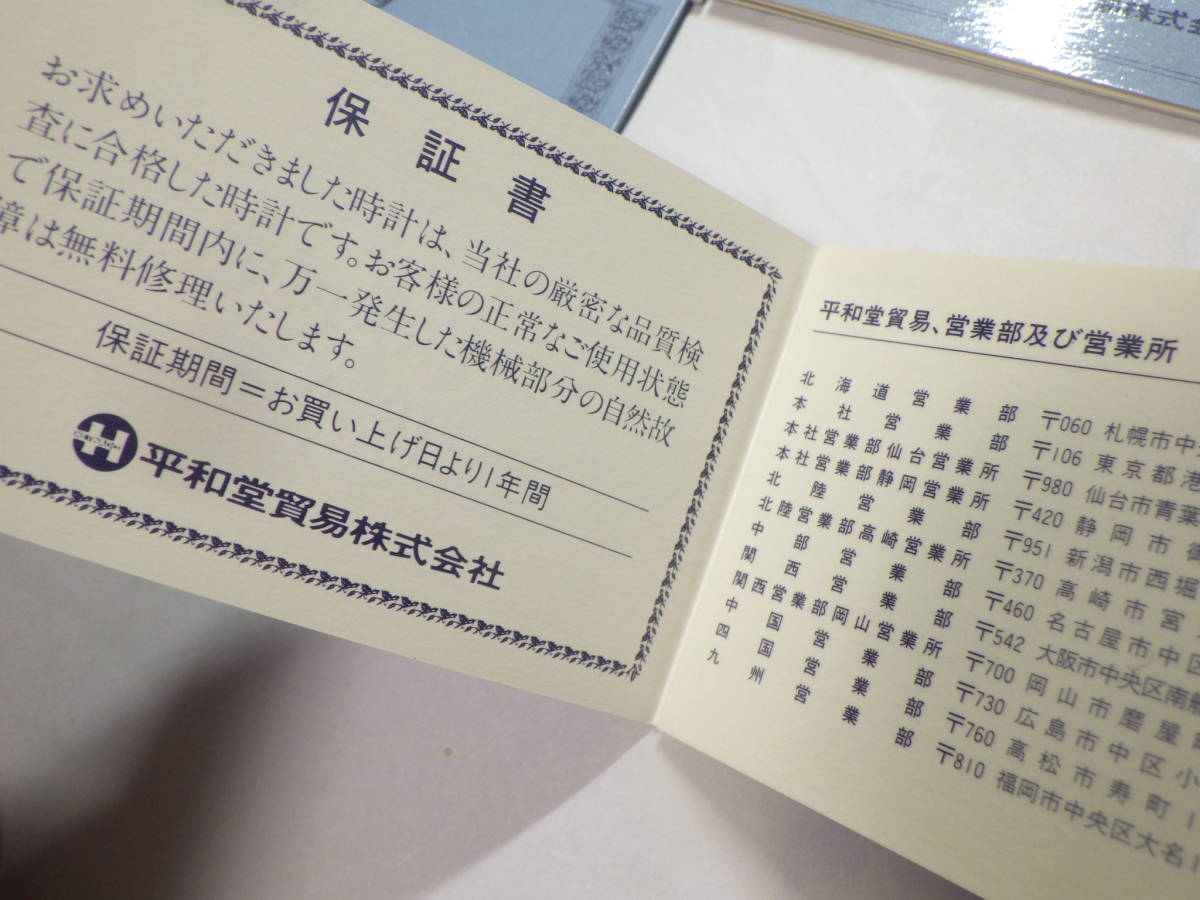 保証書
お求めいただきました時計は、当社の厳密な品質検
査に合格した時計です。お客様の正常なご使用状態
で保証期間内に、万一発生した機械部分の自然故
障は無料修理いたします。
保証期間＝お買い上げ日より1年間
平和堂貿易株式会社
平和堂貿易、営業部及び営業所
北海道営業部 〒060 札幌市中
本社営業部 〒106 東京都港
本社営業部仙台営業所 〒980 仙台市青葉
本社営業部静岡営業所 〒420 静岡市
北陸営業部 〒951 新潟市西堀
北陸営業部高崎営業所 〒370 高崎市宮
中部営業部 〒460 名古屋市中区
関西営業部 〒542 大阪市中央区南
関西営業部岡山営業所 〒700 岡山市磨屋
中国営業部 〒730 広島市中区小
四国営業部 〒760 高松市寿町1
九州営業部 〒810 福岡市中央区大名1
株式会